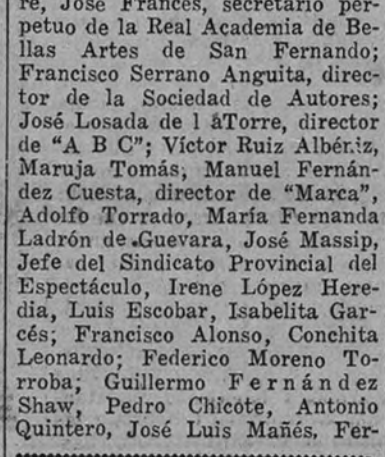 re, José Francés, secretario per-
petuo de la Real Academia de Be-
llas Artes de San Fernando;
Francisco Serrano Anguita, direc-
tor de la Sociedad de Autores;
José Losada de l àTorre, director
de "A B C"; Víctor Ruiz Albér.iz,
Maruja Tomás, Manuel Fernán-
dez Cuesta, director de "Marca",
Adolfo Torrado, María Fernanda
Ladrón de .Guevara, José Massip,
Jefe del Sindicato Provincial del
Espectáculo, Irene López Here-
dia, Luis Escobar, Isabelita Gar-
cés; Francisco Alonso, Conchita
Leonardo; Federico Moreno To-
rroba; Guillermo Fernández
Shaw, Pedro Chicote, Antonio
Quintero, José Luis Mañés, Fer-